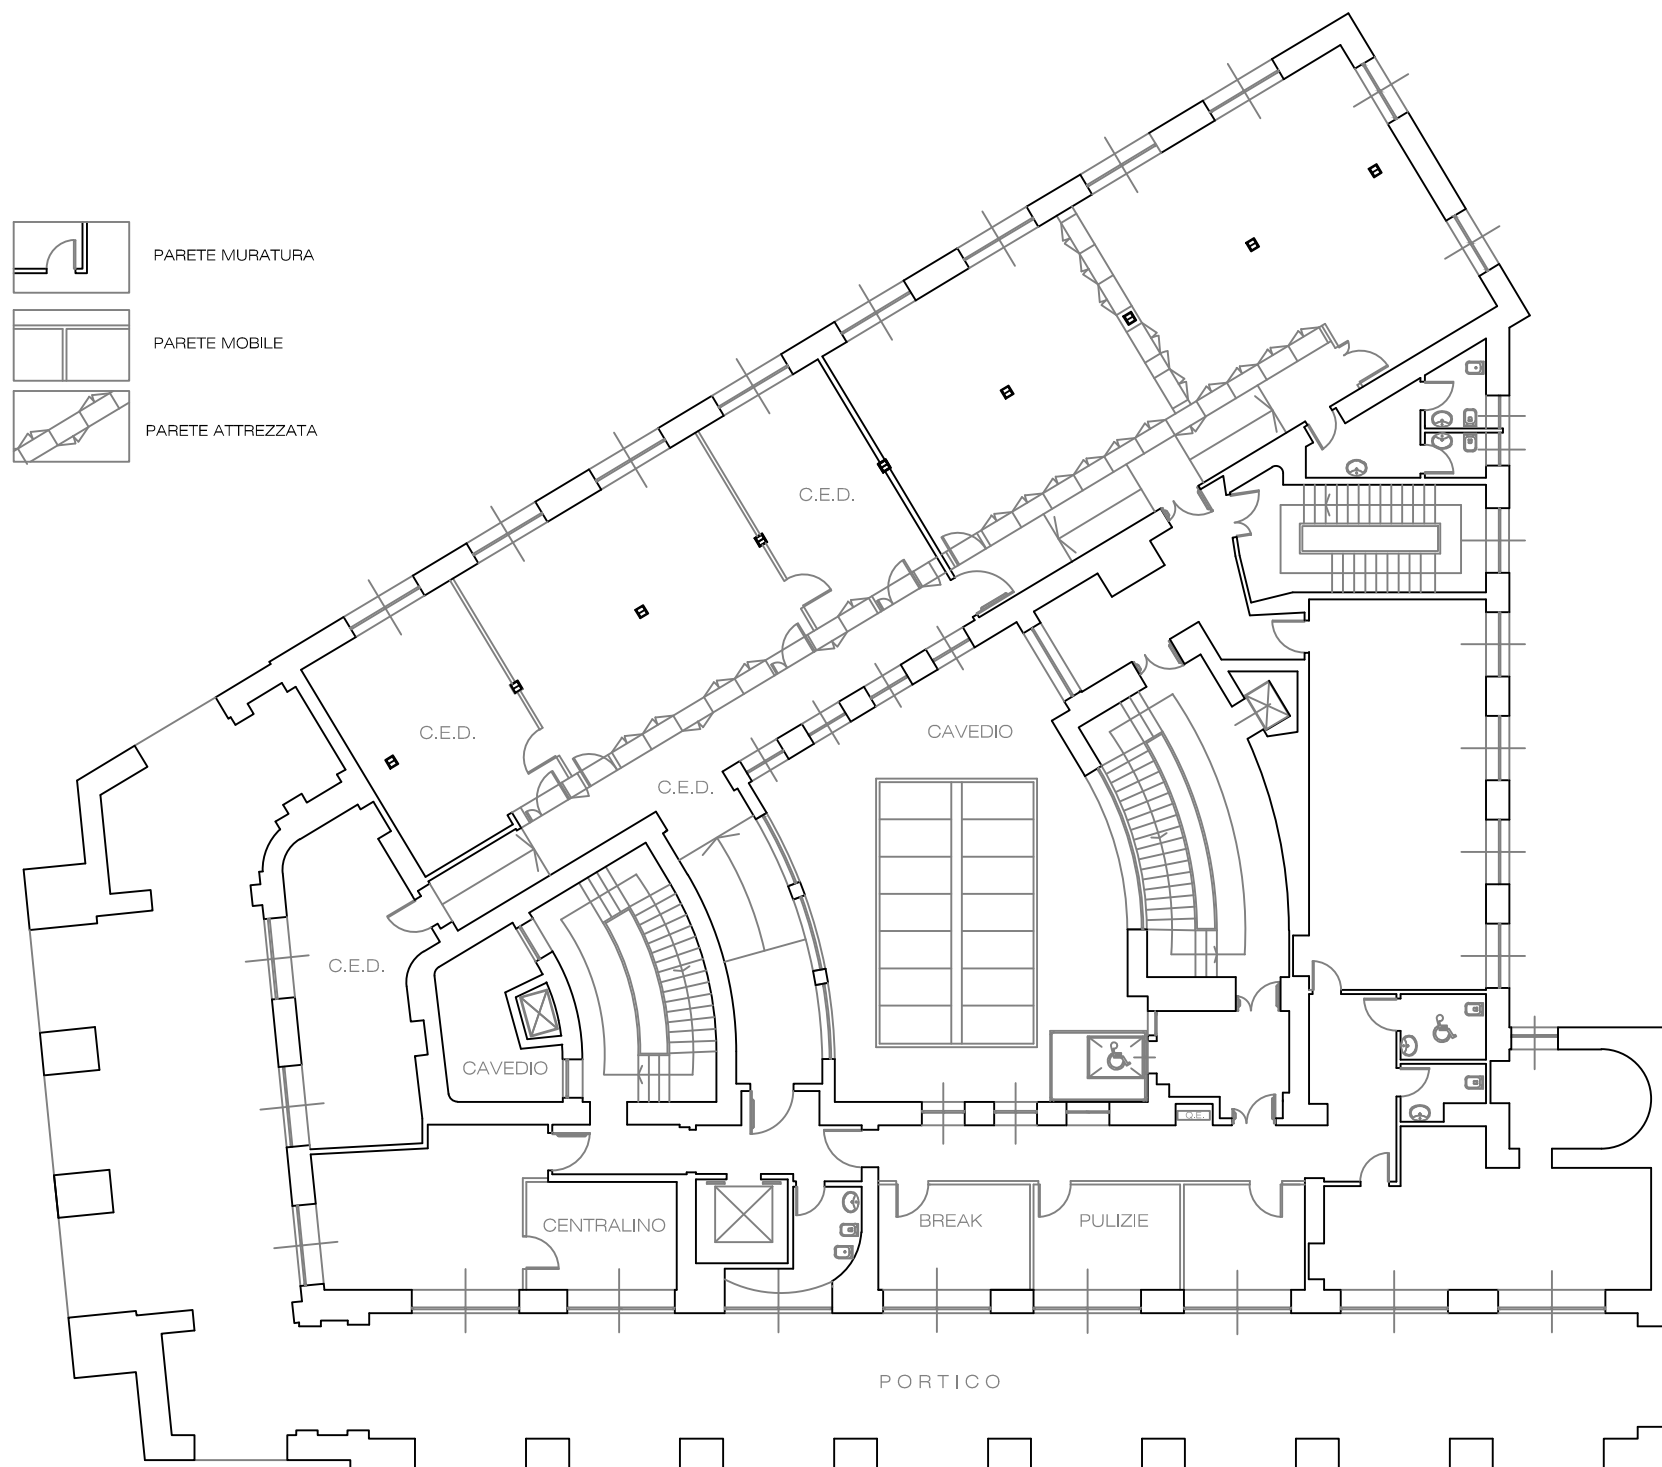 PARETE MURATURA
PARETE MOBILE
PARETE ATTREZZATA
C.E.D.
C.E.D.
CAVEDIO
C.E.D.
C.E.D.
CAVEDIO
Q.E.
CENTRALINO
BREAK
PULIZIE
PORTICO